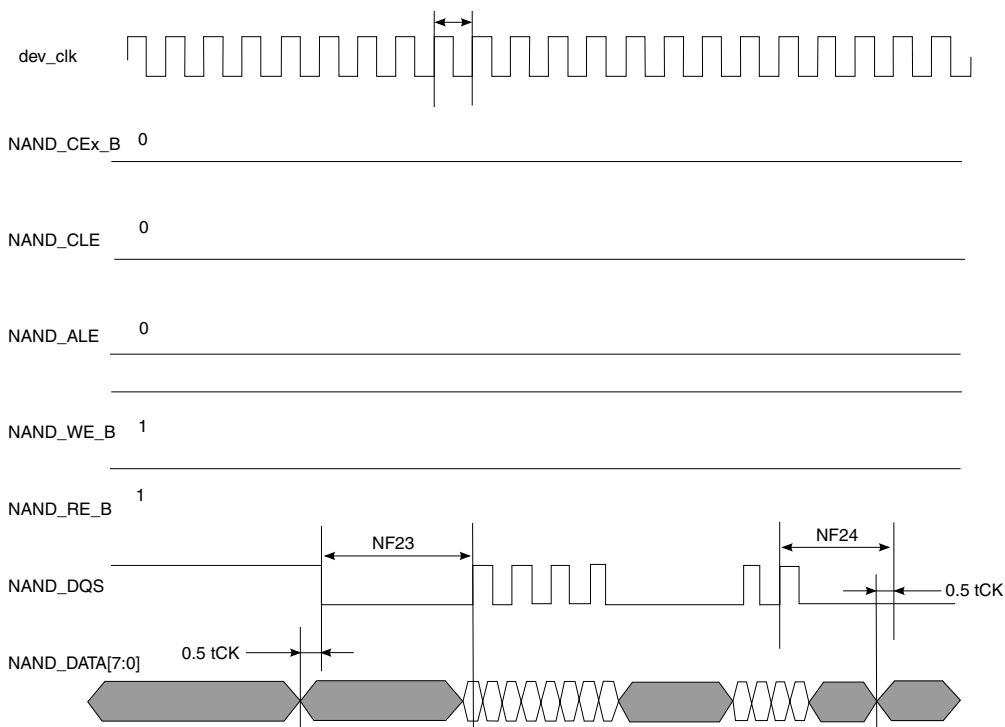 dev_clk
NAND_CEx_B 0
NAND_CLE 0
NAND_ALE 0
NAND_WE_B 1
NAND_RE_B 1
NF23
NF24
NAND_DQS
0.5 tCK
0.5 tCK
NAND_DATA[7:0]